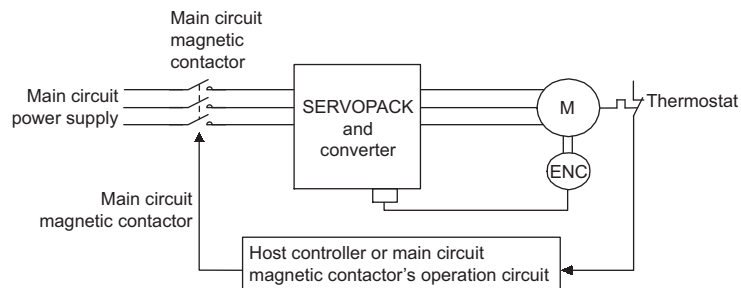 Main circuit
magnetic
contactor
Main circuit
power supply
SERVOPACK
and
converter
M
Thermostat
ENC
Main circuit
magnetic contactor
Host controller or main circuit
magnetic contactor's operation circuit